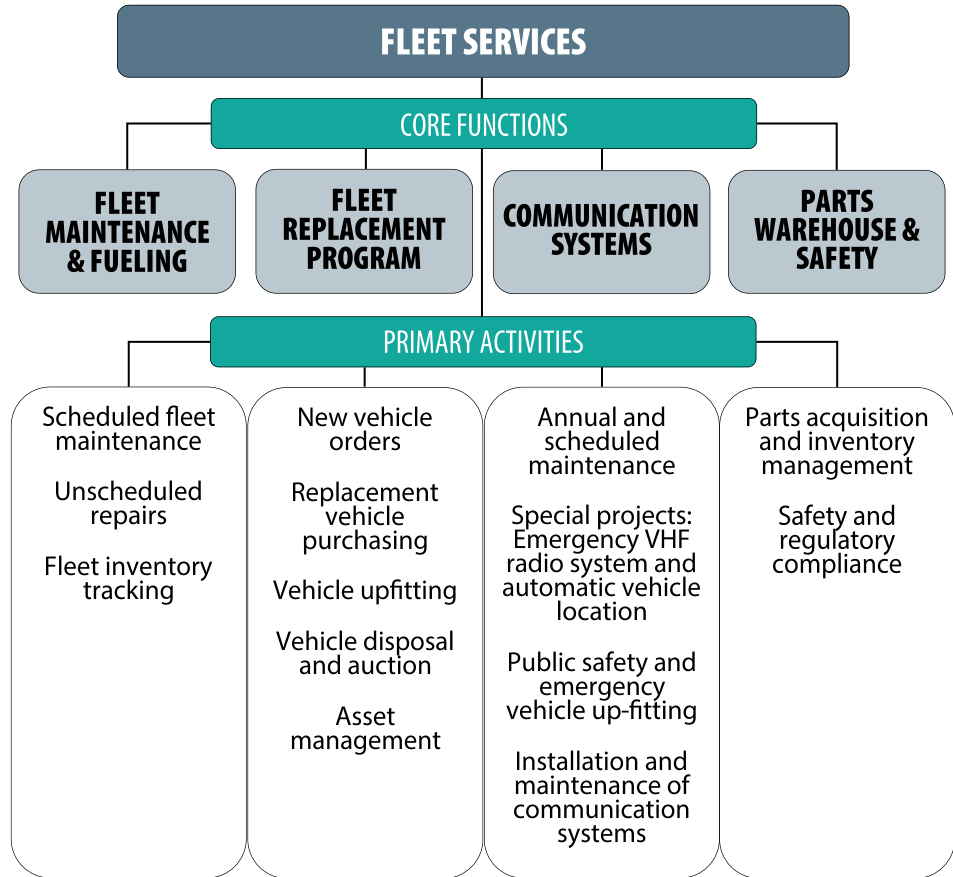 FLEET SERVICES
CORE FUNCTIONS
FLEET
MAINTENANCE
& FUELING
FLEET
REPLACEMENT
PROGRAM
COMMUNICATION
SYSTEMS
PARTS
WAREHOUSE &
SAFETY
PRIMARY ACTIVITIES
Scheduled fleet
maintenance
Unscheduled
repairs
Fleet inventory
tracking
New vehicle
orders
Replacement
vehicle
purchasing
Vehicle upfitting
Vehicle disposal
and auction
Asset
management
Annual and
scheduled
maintenance
Special projects:
Emergency VHF
radio system and
automatic vehicle
location
Public safety and
emergency
vehicle up-fitting
Installation and
maintenance of
communication
systems
Parts acquisition
and inventory
management
Safety and
regulatory
compliance